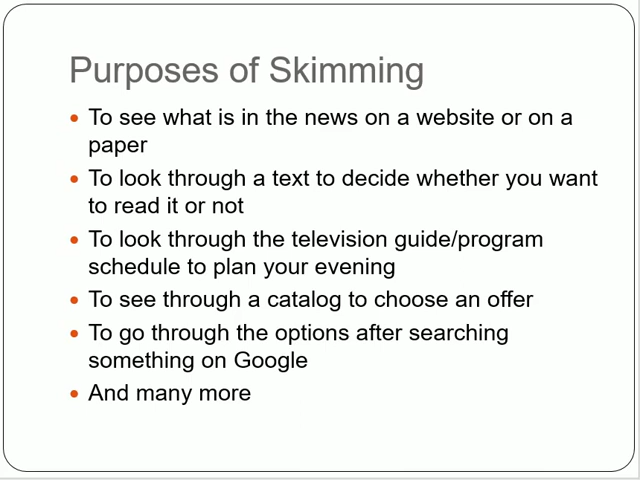 Purposes of Skimming
• To see what is in the news on a website or on a
paper
• To look through a text to decide whether you want
to read it or not
• To look through the television guide/program
schedule to plan your evening
• To see through a catalog to choose an offer
• To go through the options after searching
something on Google
• And many more